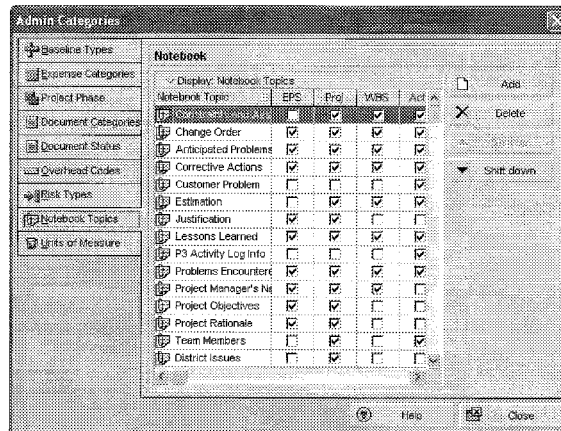 Admin Categories
Baseline Types
Expense Categories
Project Phase
Document Categories
Document Status
Overhead Codes
Risk Types
Notebook Topics
Units of Measure
Notebook
Display: Notebook Topics
Notebook Topic EPS Proj WBS Act
Change Order
Anticipated Problems
Corrective Actions
Customer Problem
Estimation
Justification
Lessons Learned
P3 Activity Log Info
Problems Encountere
Project Manager's No
Project Objectives
Project Rationale
Team Members
District Issues
Add
Delete
Shift down
Help
Close